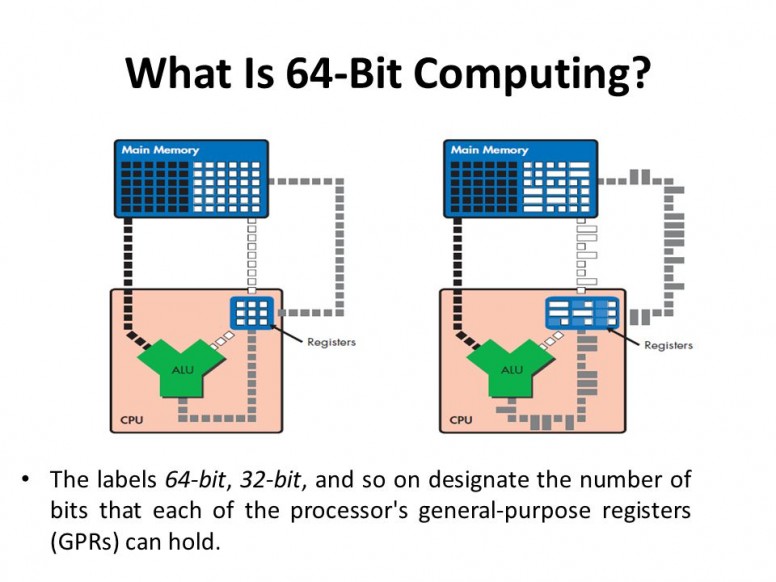 What Is 64-Bit Computing?
Main Memory
Registers
ALU
CPU
Main Memory
Registers
ALU
CPU
• The labels 64-bit, 32-bit, and so on designate the number of
bits that each of the processor's general-purpose registers
(GPRs) can hold.